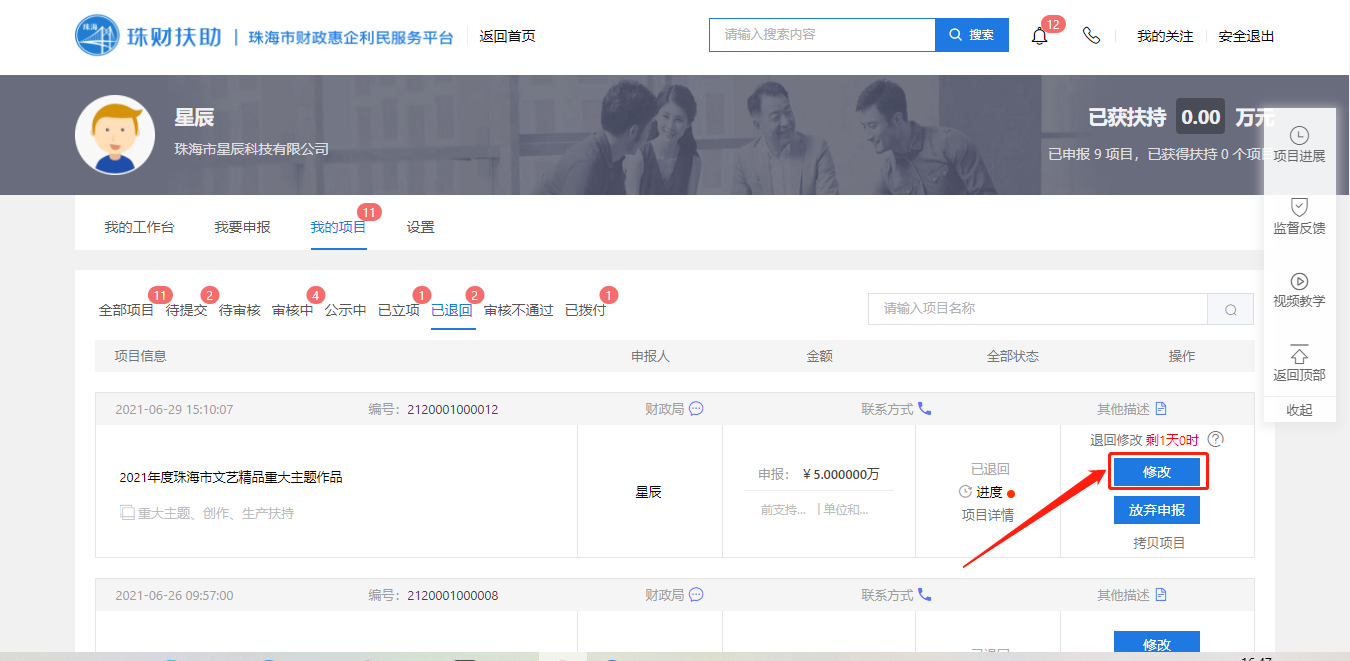 珠海
珠财扶助 | 珠海市财政惠企利民服务平台 返回首页 请输入搜索内容 搜索 12 我的关注 安全退出
星辰
珠海市星辰科技有限公司
已获扶持 0.00 万元
已申报 9 项目，已获得扶持 0 个项目
项目进展
监督反馈
视频教学
返回顶部
收起
我的工作台 我要申报 我的项目 11 设置
全部项目 11 待提交 2 待审核 审核中 4 公示中 已立项 1 已退回 2 审核不通过 已拨付 1 请输入项目名称
项目信息 申报人 金额 全部状态 操作
2021-06-29 15:10:07 编号：2120001000012 财政局 联系方式 其他描述
2021年度珠海市文艺精品重大主题作品
重大主题、创作、生产扶持
星辰
申报： ￥5.000000万
前支持... | 单位和...
已退回
进度
项目详情
退回修改 剩1天0时 ?
修改
放弃申报
拷贝项目
2021-06-26 09:57:00 编号：2120001000008 财政局 联系方式 其他描述
修改